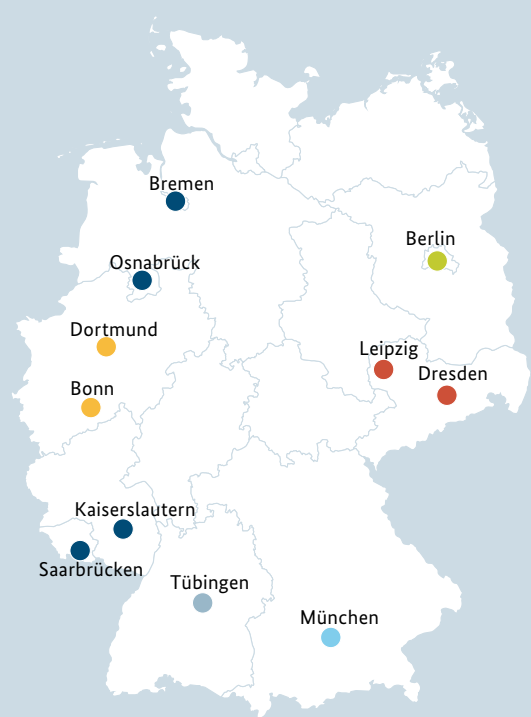 Bremen
Berlin
Osnabrück
Dortmund
Leipzig
Dresden
Bonn
Kaiserslautern
Saarbrücken
Tübingen
München